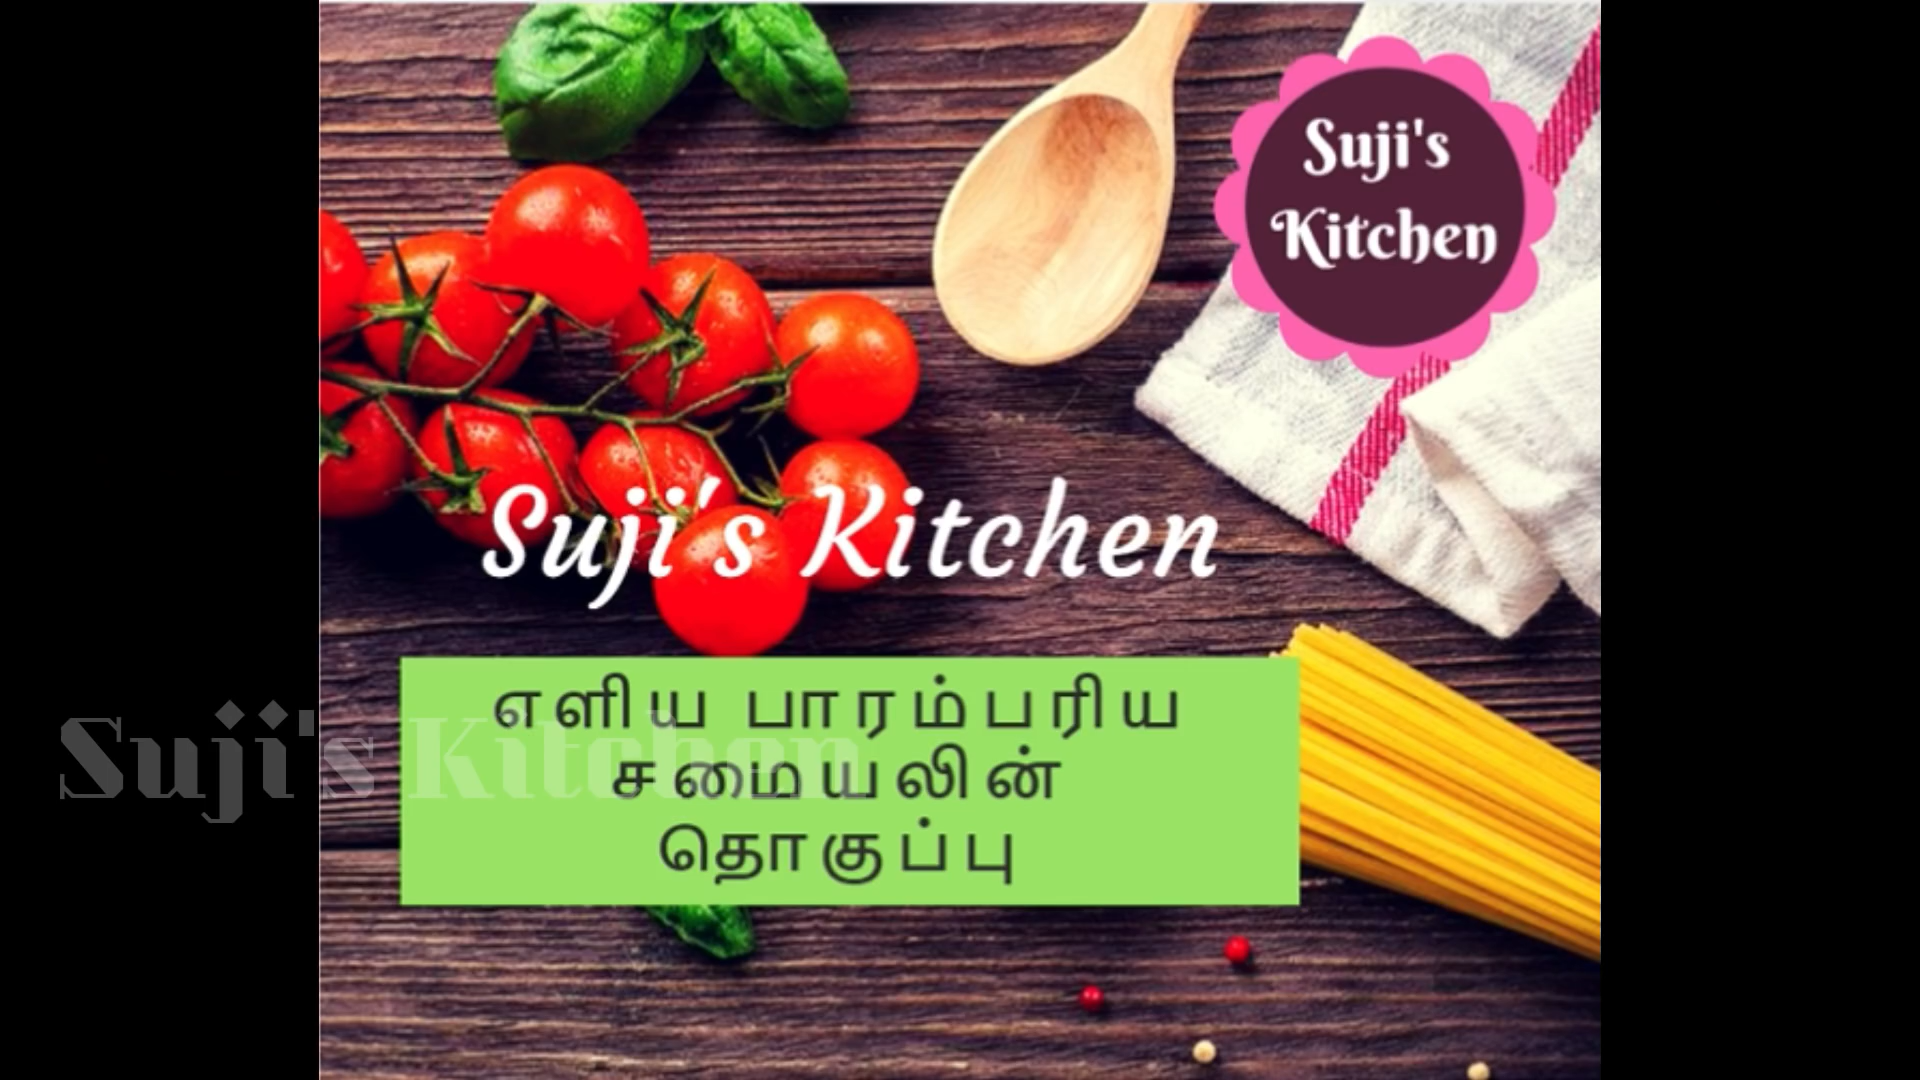 Suji's
Kitchen
Suji's Kitchen
எளிய பாரம்பரிய
சமையலின்
தொகுப்பு
Suji's Kitchen